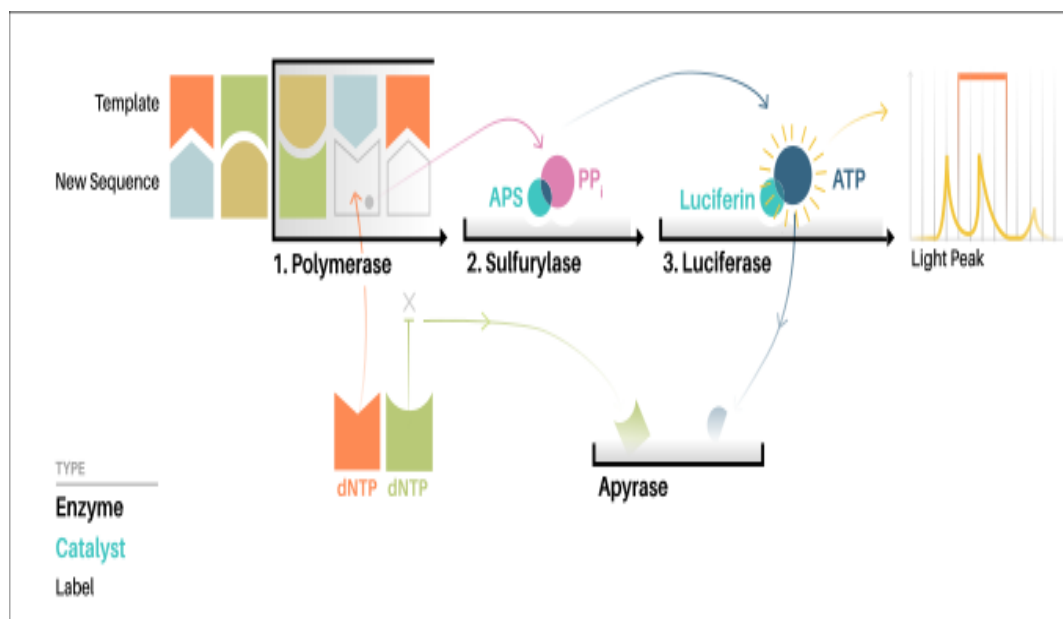 Template
New Sequence
APS
PPi
Luciferin
ATP
1. Polymerase
2. Sulfurylase
3. Luciferase
Light Peak
X
dNTP
dNTP
Apyrase
TYPE
Enzyme
Catalyst
Label